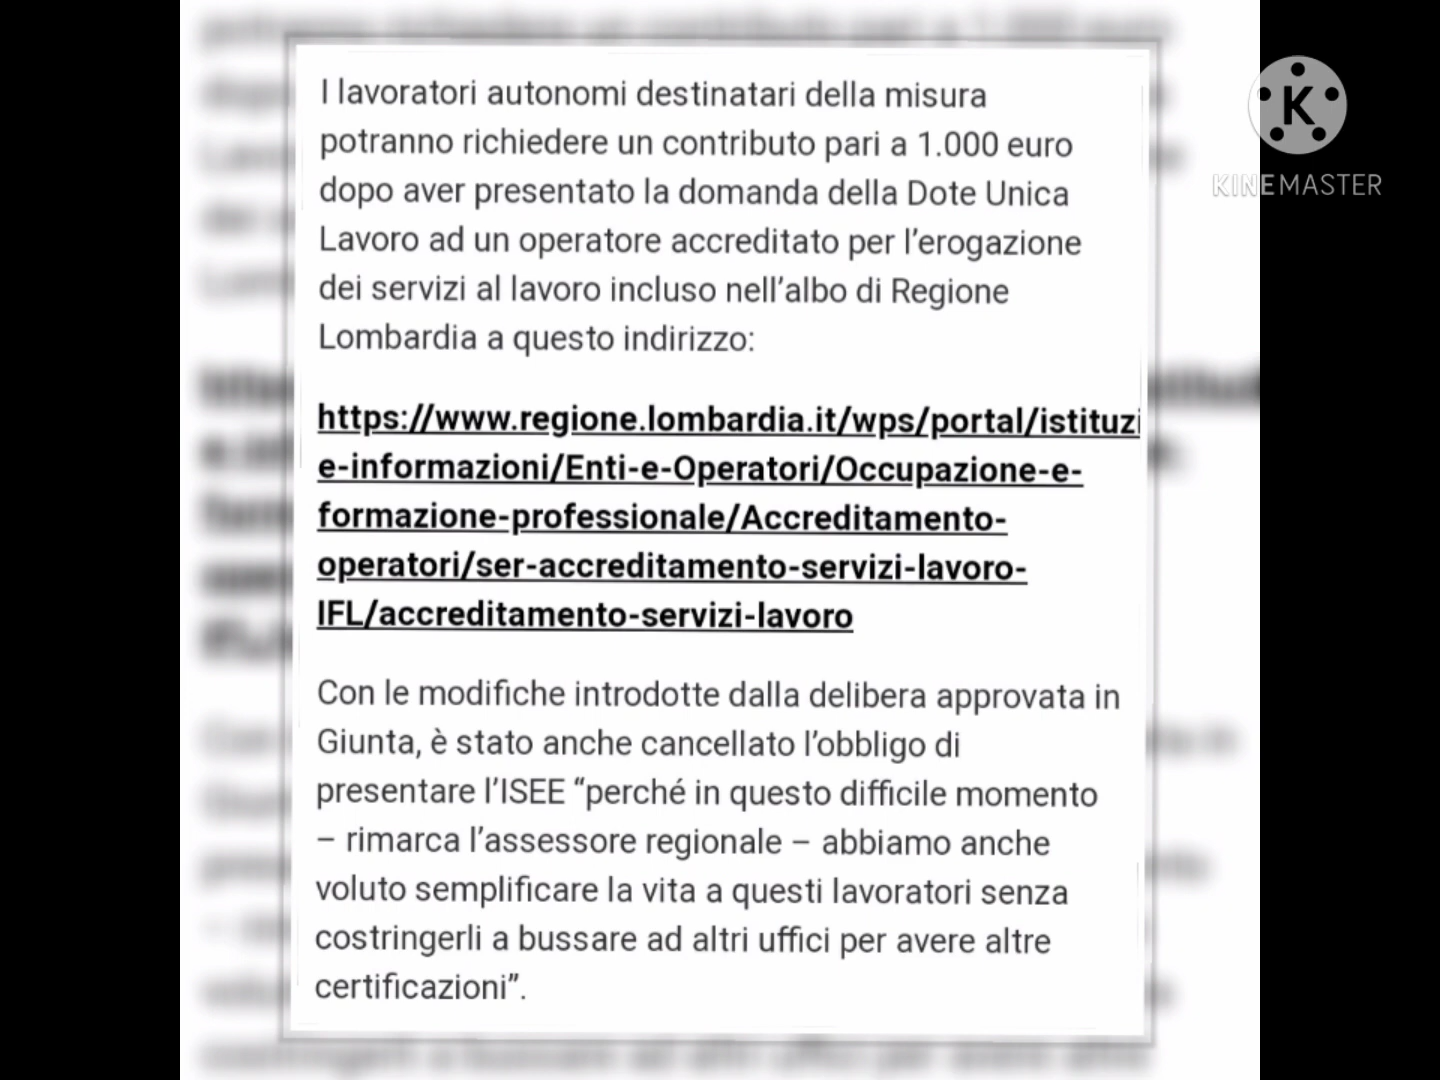 I lavoratori autonomi destinatari della misura
potranno richiedere un contributo pari a 1.000 euro
dopo aver presentato la domanda della Dote Unica
Lavoro ad un operatore accreditato per l’erogazione
dei servizi al lavoro incluso nell’albo di Regione
Lombardia a questo indirizzo:
https://www.regione.lombardia.it/wps/portal/istituzi
e-informazioni/Enti-e-Operatori/Occupazione-e-
formazione-professionale/Accreditamento-
operatori/ser-accreditamento-servizi-lavoro-
IFL/accreditamento-servizi-lavoro
Con le modifiche introdotte dalla delibera approvata in
Giunta, è stato anche cancellato l’obbligo di
presentare l’ISEE “perché in questo difficile momento
– rimarca l’assessore regionale – abbiamo anche
voluto semplificare la vita a questi lavoratori senza
costringerli a bussare ad altri uffici per avere altre
certificazioni”.
K
KINEMASTER